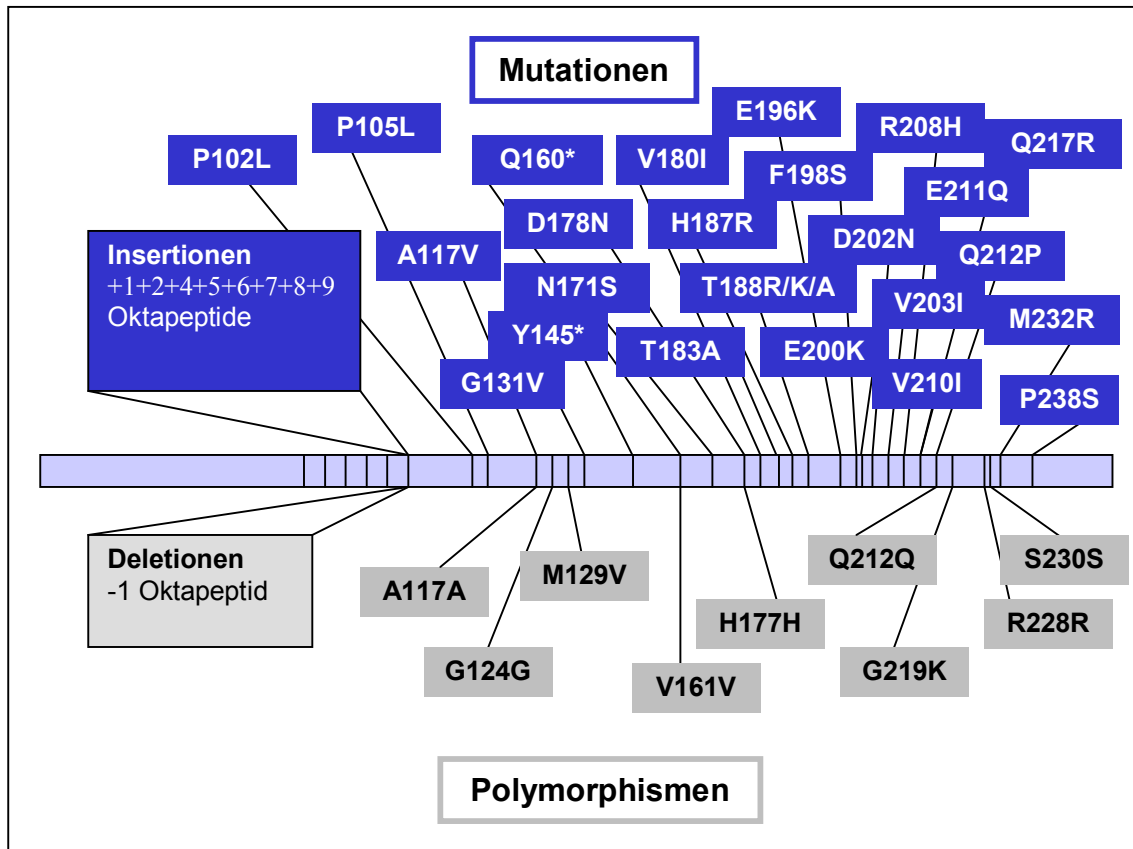 Mutationen
E196K
P105L
R208H
Q217R
P102L
Q160*
V180I
F198S
E211Q
D178N
H187R
D202N
Insertionen
+1+2+4+5+6+7+8+9
Oktapeptide
A117V
Q212P
N171S
T188R/K/A
V203I
M232R
Y145*
T183A
E200K
G131V
V210I
P238S
Deletionen
-1 Oktapeptid
A117A
M129V
Q212Q
S230S
H177H
R228R
G124G
V161V
G219K
Polymorphismen